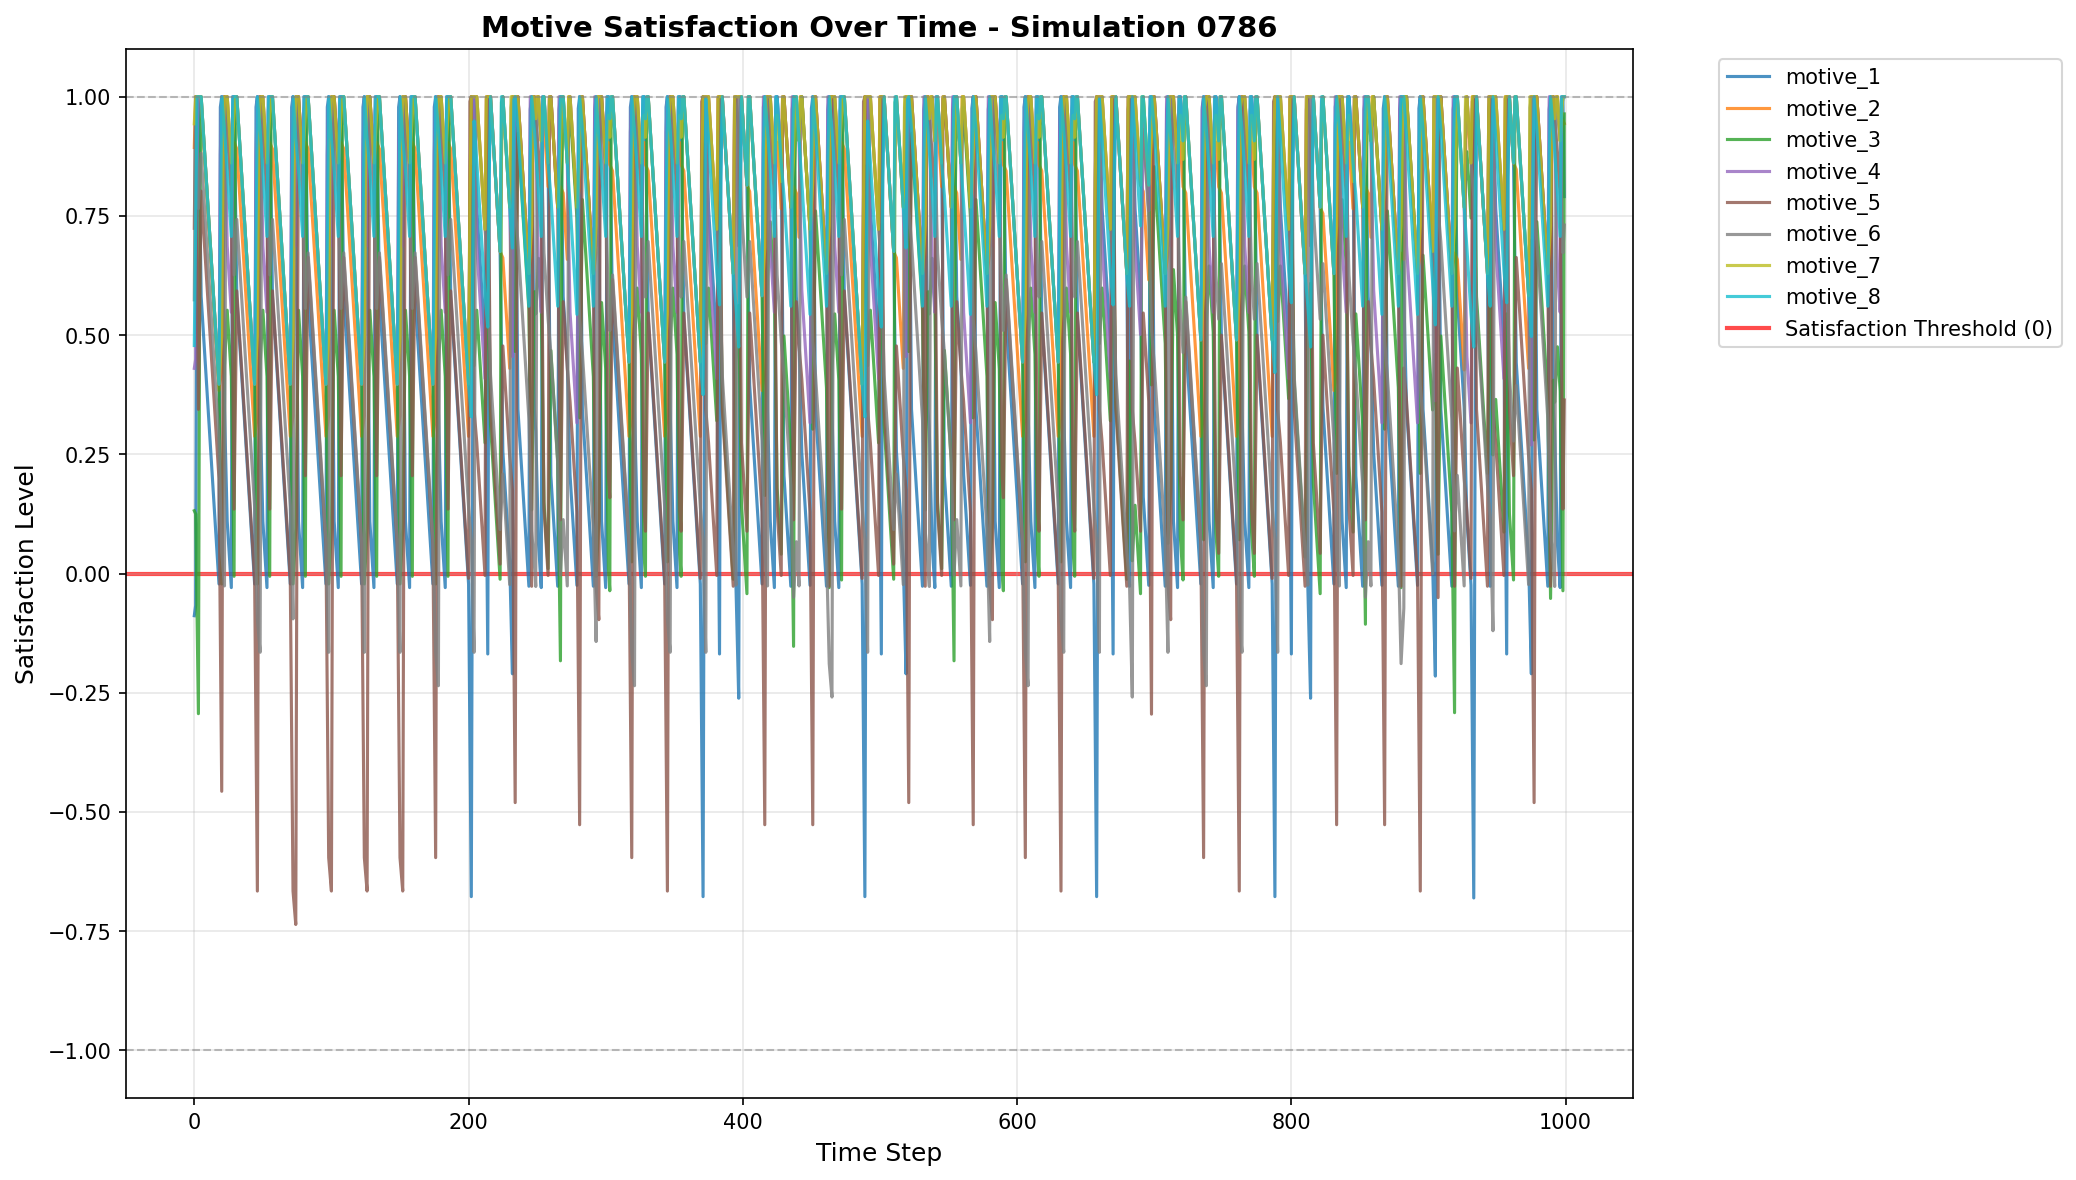 Motive Satisfaction Over Time - Simulation 0786
Satisfaction Level
1.00
0.75
0.50
0.25
0.00
−0.25
−0.50
−0.75
−1.00
0
200
400
600
800
1000
Time Step
motive_1
motive_2
motive_3
motive_4
motive_5
motive_6
motive_7
motive_8
Satisfaction Threshold (0)